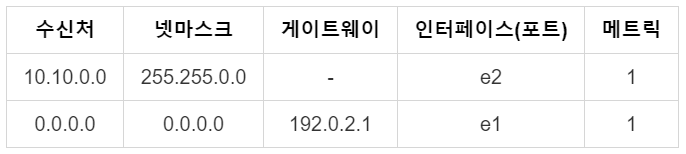 수신처 넷마스크 게이트웨이 인터페이스(포트) 메트릭
10.10.0.0 255.255.0.0 - e2 1
0.0.0.0 0.0.0.0 192.0.2.1 e1 1